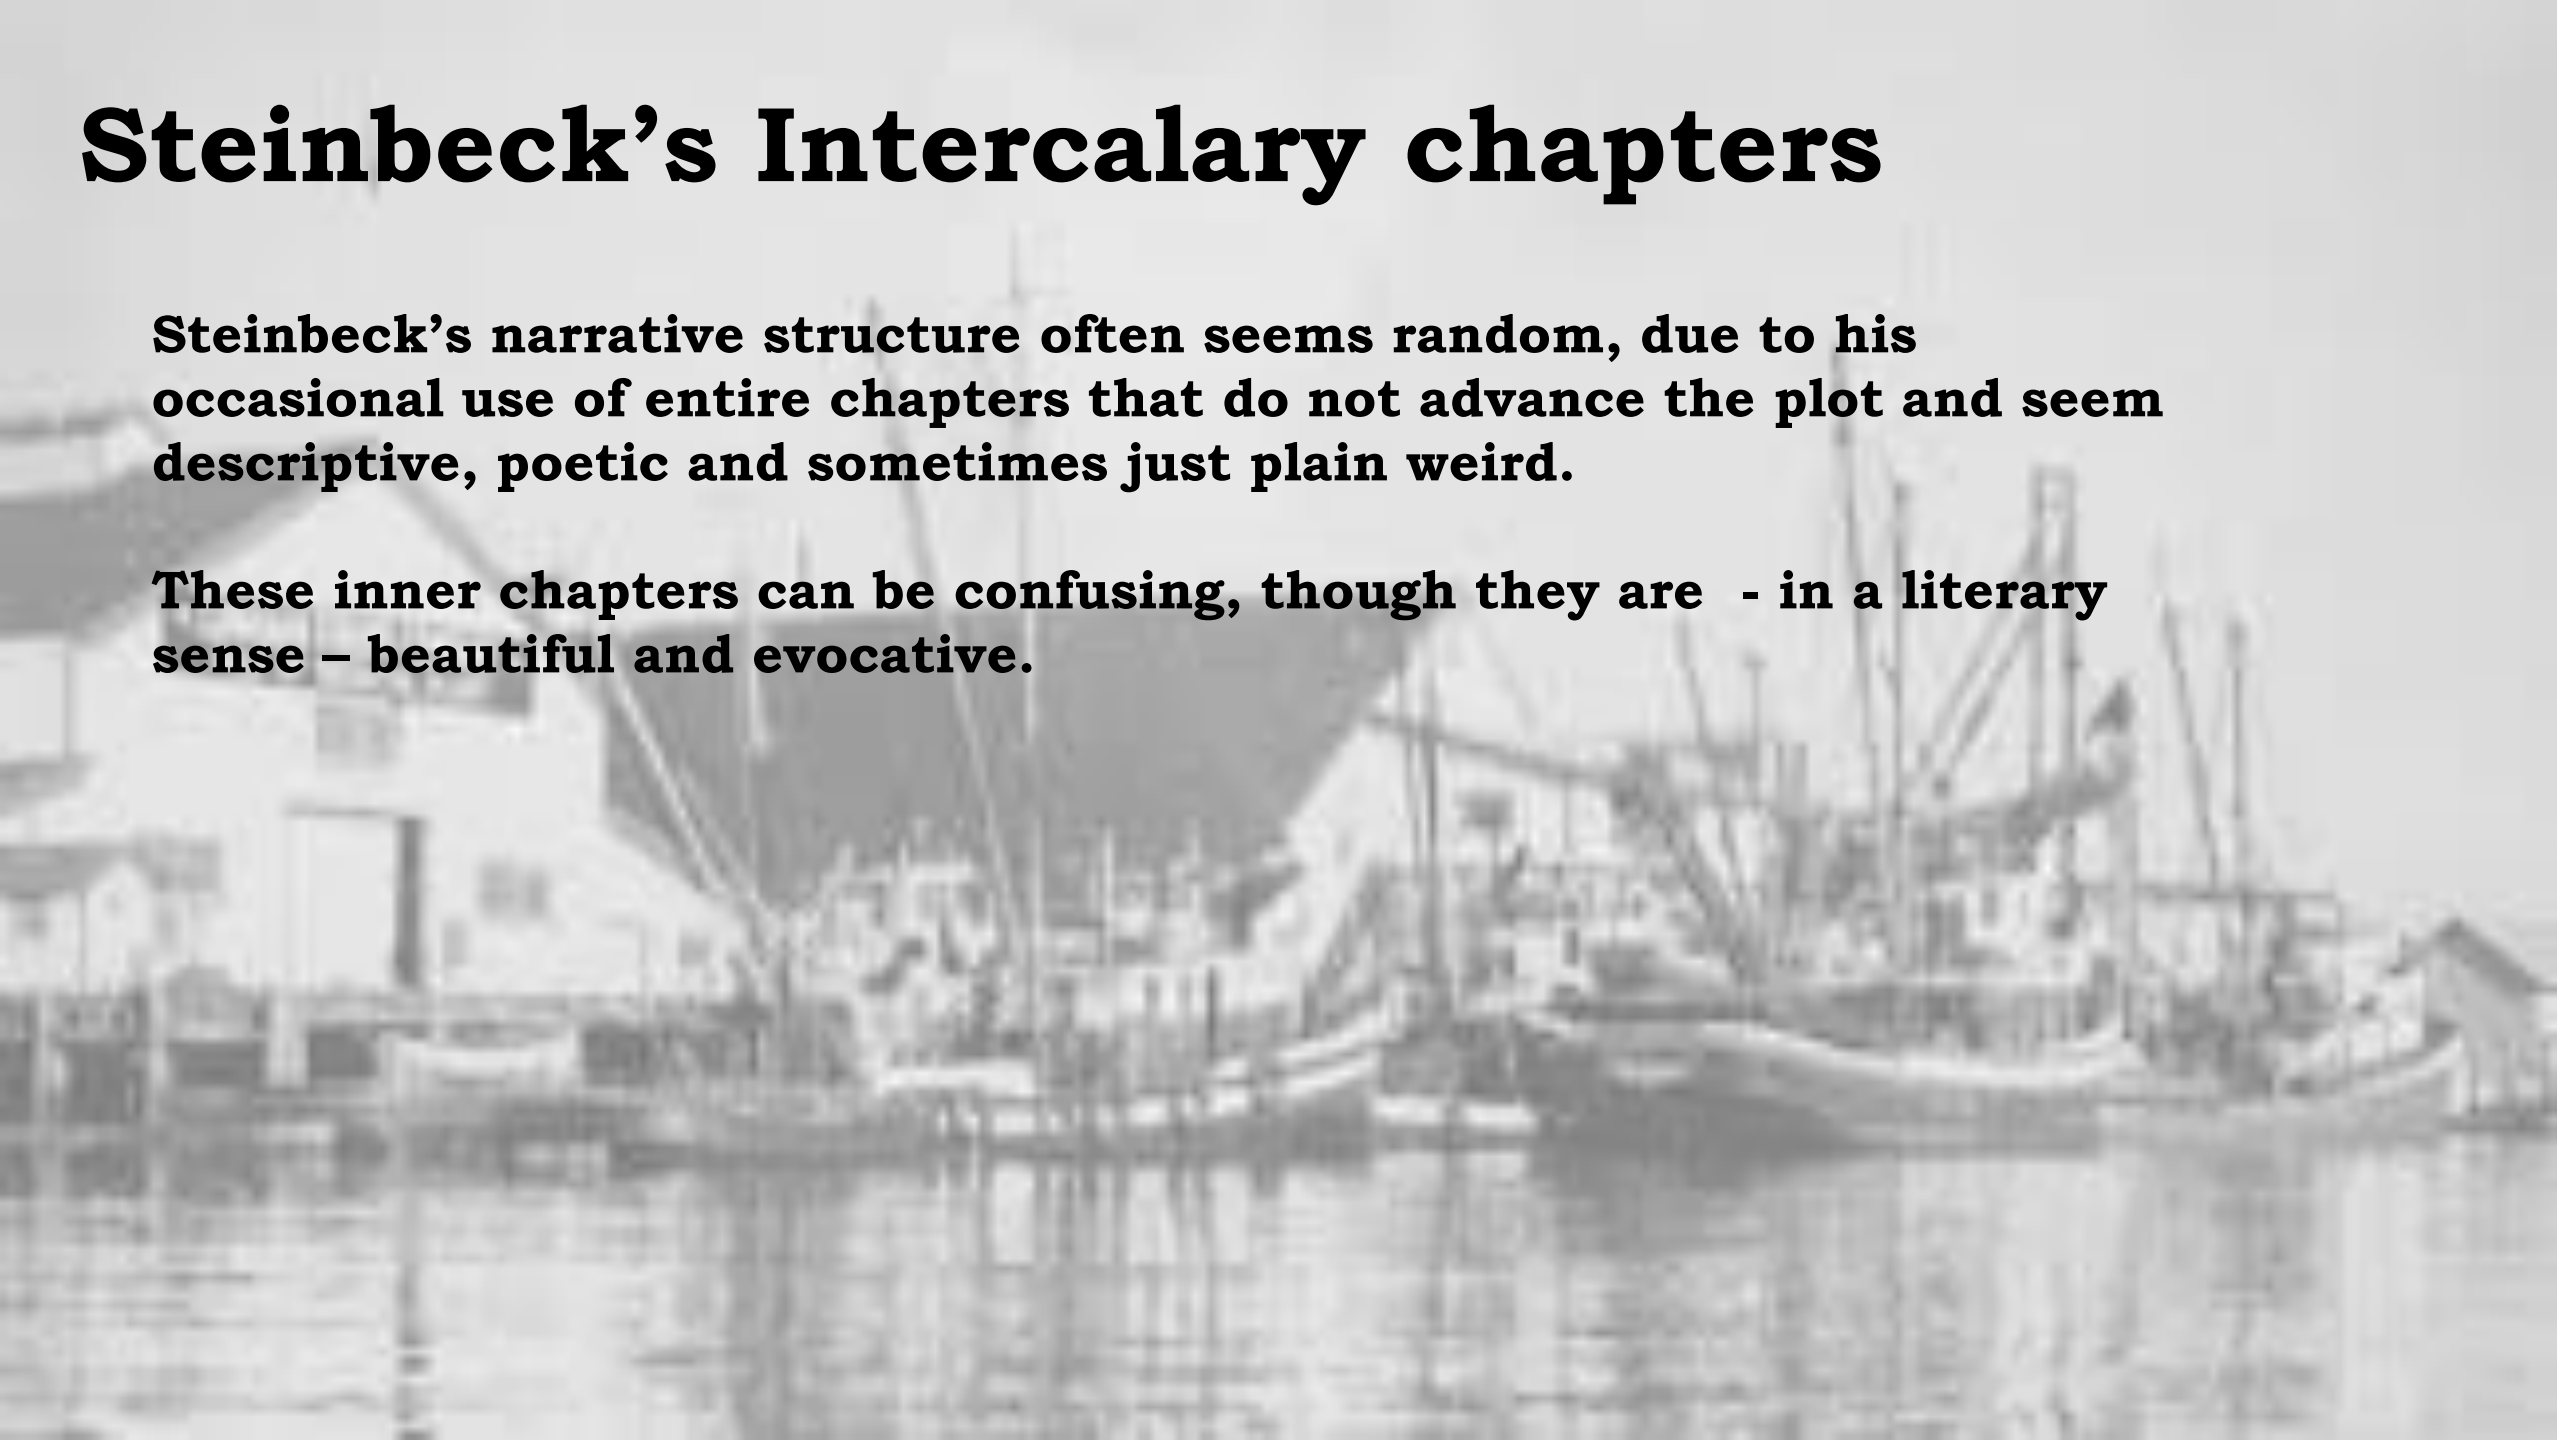 Steinbeck’s Intercalary chapters
Steinbeck’s narrative structure often seems random, due to his
occasional use of entire chapters that do not advance the plot and seem
descriptive, poetic and sometimes just plain weird.
These inner chapters can be confusing, though they are  - in a literary
sense – beautiful and evocative.